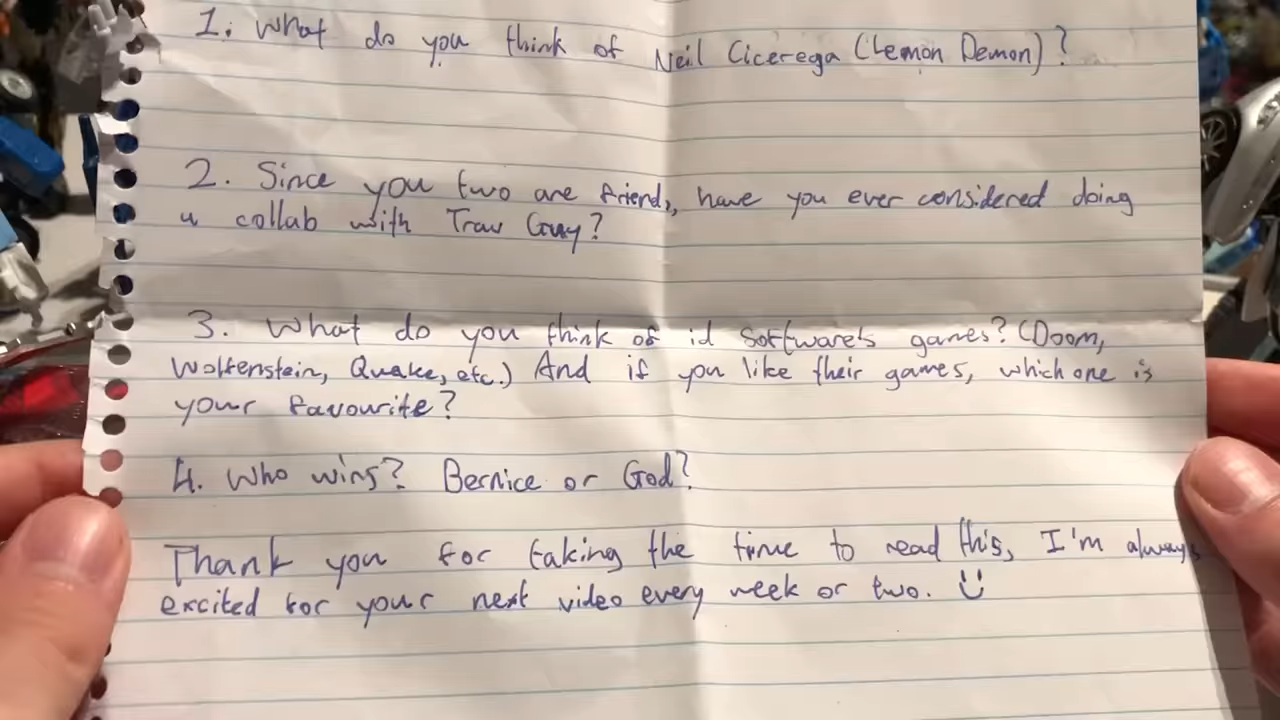 1. What do you think of Neil Cicerega (Lemon Demon)?
2. Since you two are friends, have you ever considered doing
a collab with Trav Guy?
3. What do you think of id Software's games? (Doom,
Wolfenstein, Quake, etc.) And if you like their games, which one is
your favourite?
4. Who wins? Bernice or God?
Thank you for taking the time to read this, I'm always
excited for your next video every week or two. :)